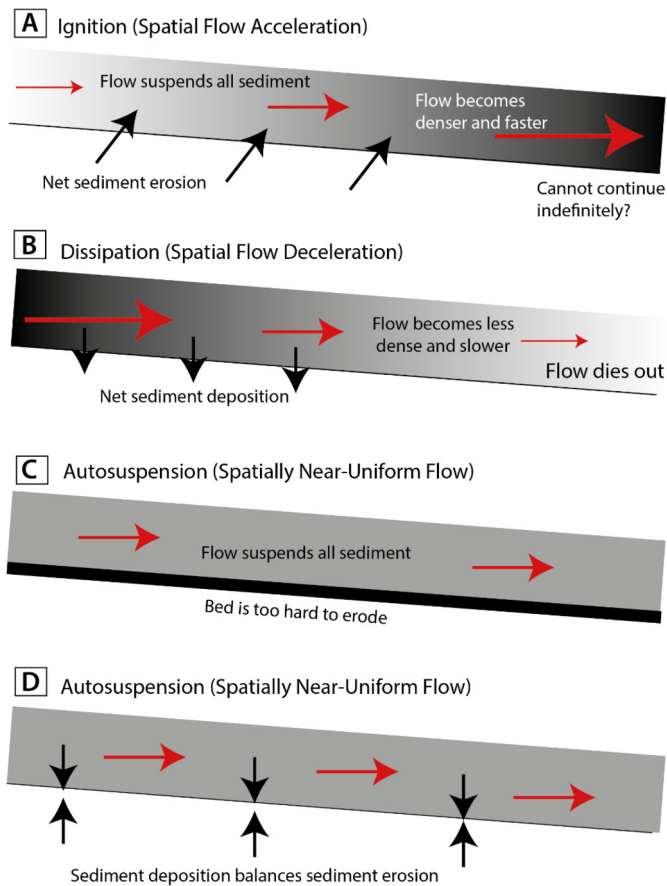 A Ignition (Spatial Flow Acceleration)
Flow suspends all sediment
Flow becomes
denser and faster
Net sediment erosion
Cannot continue
indefinitely?
B Dissipation (Spatial Flow Deceleration)
Flow becomes less
dense and slower
Flow dies out
Net sediment deposition
C Autosuspension (Spatially Near-Uniform Flow)
Flow suspends all sediment
Bed is too hard to erode
D Autosuspension (Spatially Near-Uniform Flow)
Sediment deposition balances sediment erosion